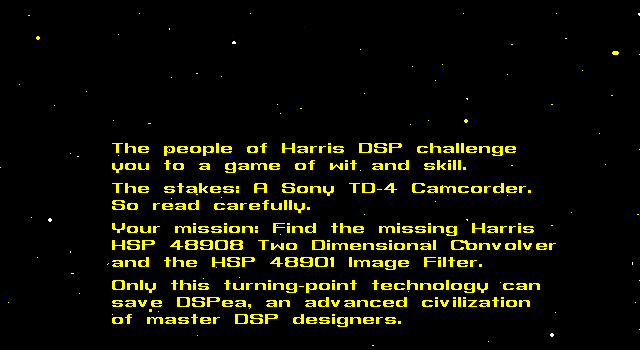 The people of Harris DSP challenge
you to a game of wit and skill.
The stakes: A Sony TD-4 Camcorder.
So read carefully.
Your mission: Find the missing Harris
HSP 48908 Two Dimensional Convolver
and the HSP 48901 Image Filter.
Only this turning-point technology can
save DSPea, an advanced civilization
of master DSP designers.